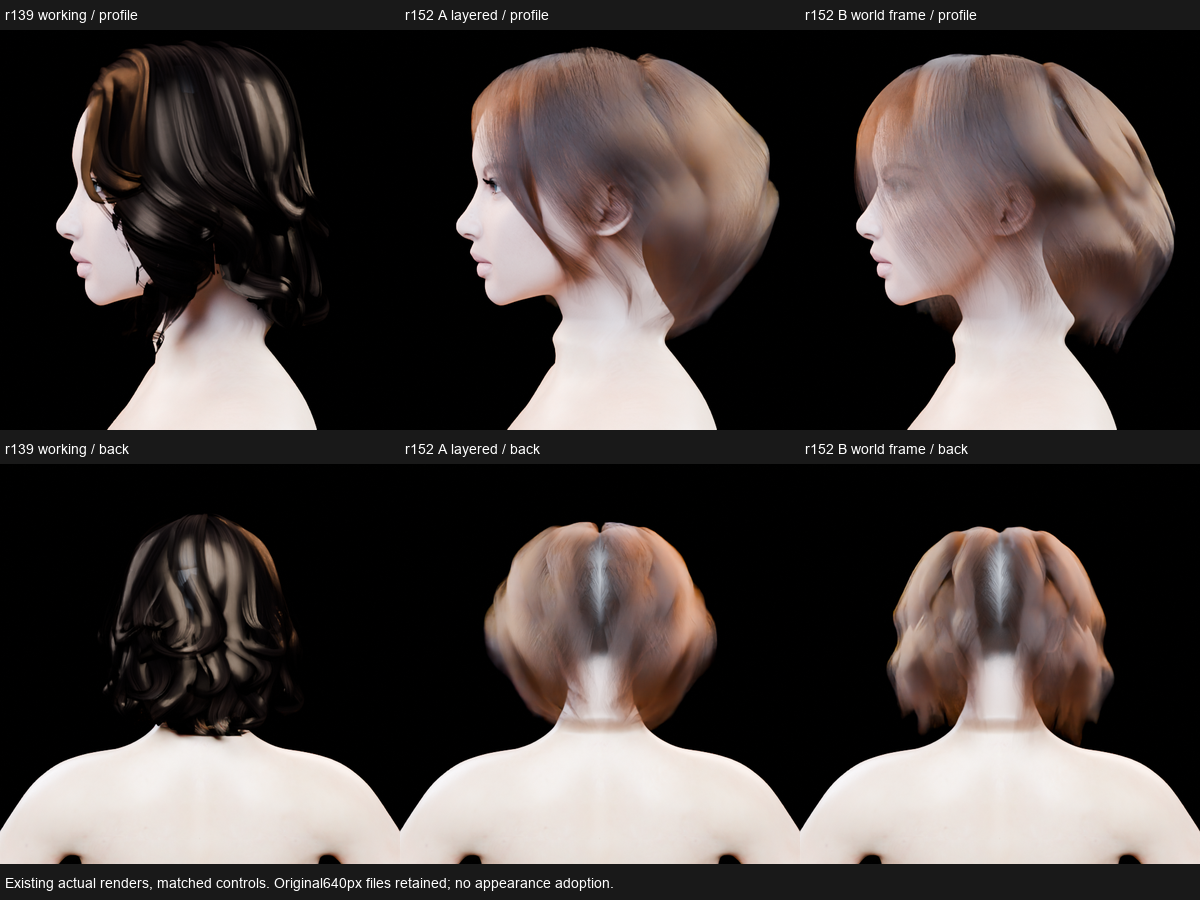 r139 working / profile
r152 A layered / profile
r152 B world frame / profile
r139 working / back
r152 A layered / back
r152 B world frame / back
Existing actual renders, matched controls. Original640px files retained; no appearance adoption.